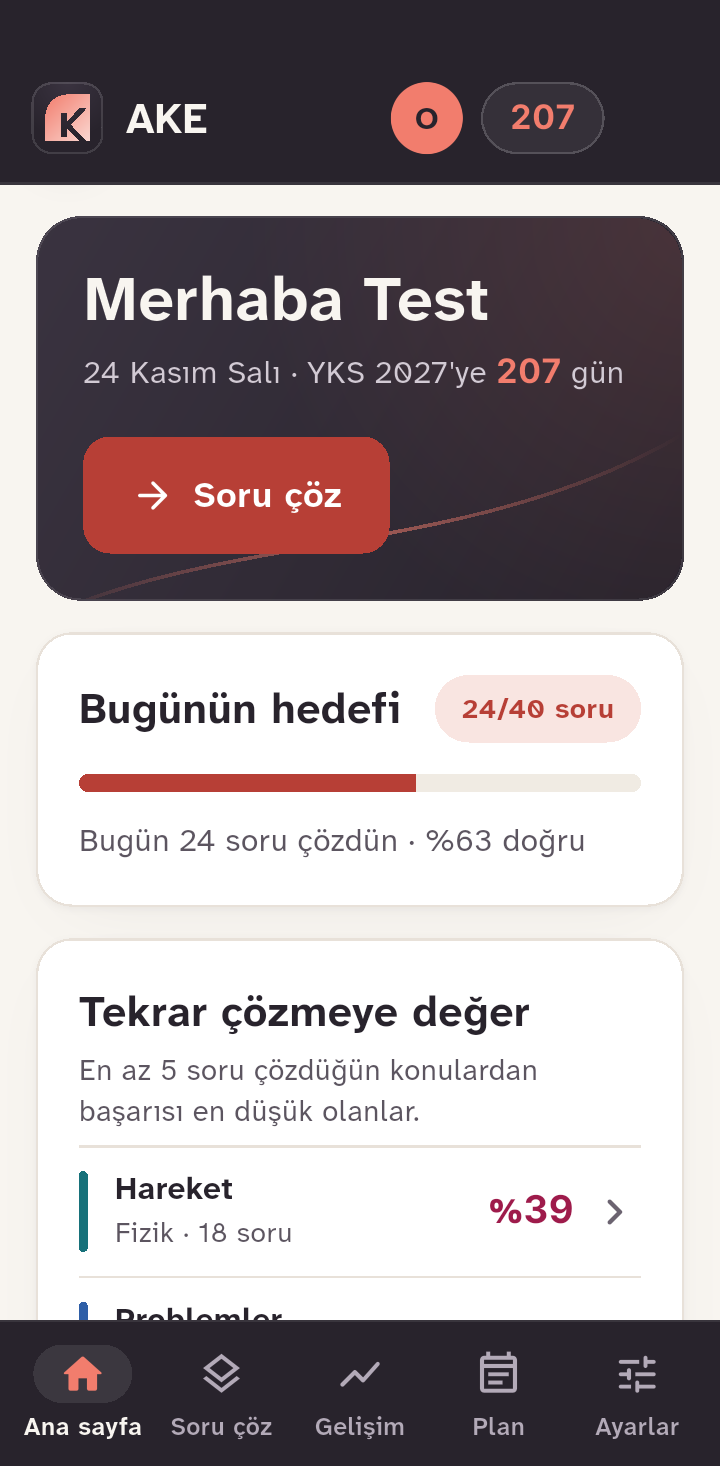 K AKE O 207
Merhaba Test
24 Kasım Salı · YKS 2027'ye 207 gün
→ Soru çöz
Bugünün hedefi 24/40 soru
Bugün 24 soru çözdün · %63 doğru
Tekrar çözmeye değer
En az 5 soru çözdüğün konulardan
başarısı en düşük olanlar.
Hareket
Fizik · 18 soru %39
Problemler
Ana sayfa Soru çöz Gelişim Plan Ayarlar